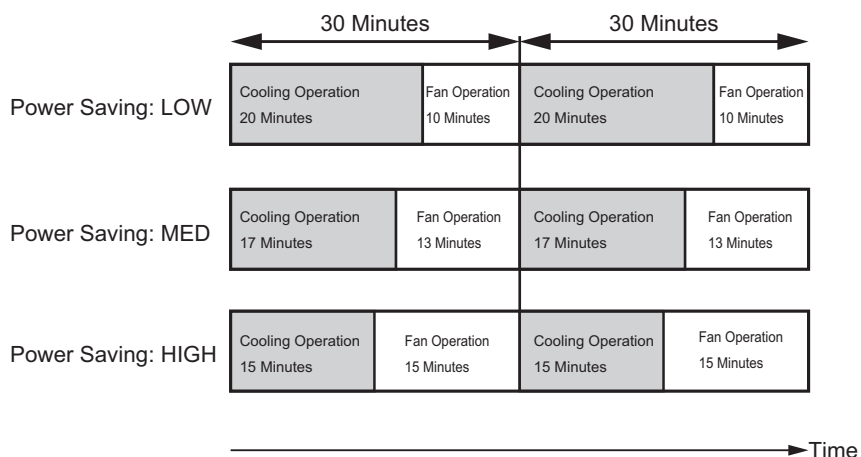 30 Minutes 30 Minutes
Power Saving: LOW
Cooling Operation
20 Minutes
Fan Operation
10 Minutes
Cooling Operation
20 Minutes
Fan Operation
10 Minutes
Power Saving: MED
Cooling Operation
17 Minutes
Fan Operation
13 Minutes
Cooling Operation
17 Minutes
Fan Operation
13 Minutes
Power Saving: HIGH
Cooling Operation
15 Minutes
Fan Operation
15 Minutes
Cooling Operation
15 Minutes
Fan Operation
15 Minutes
Time